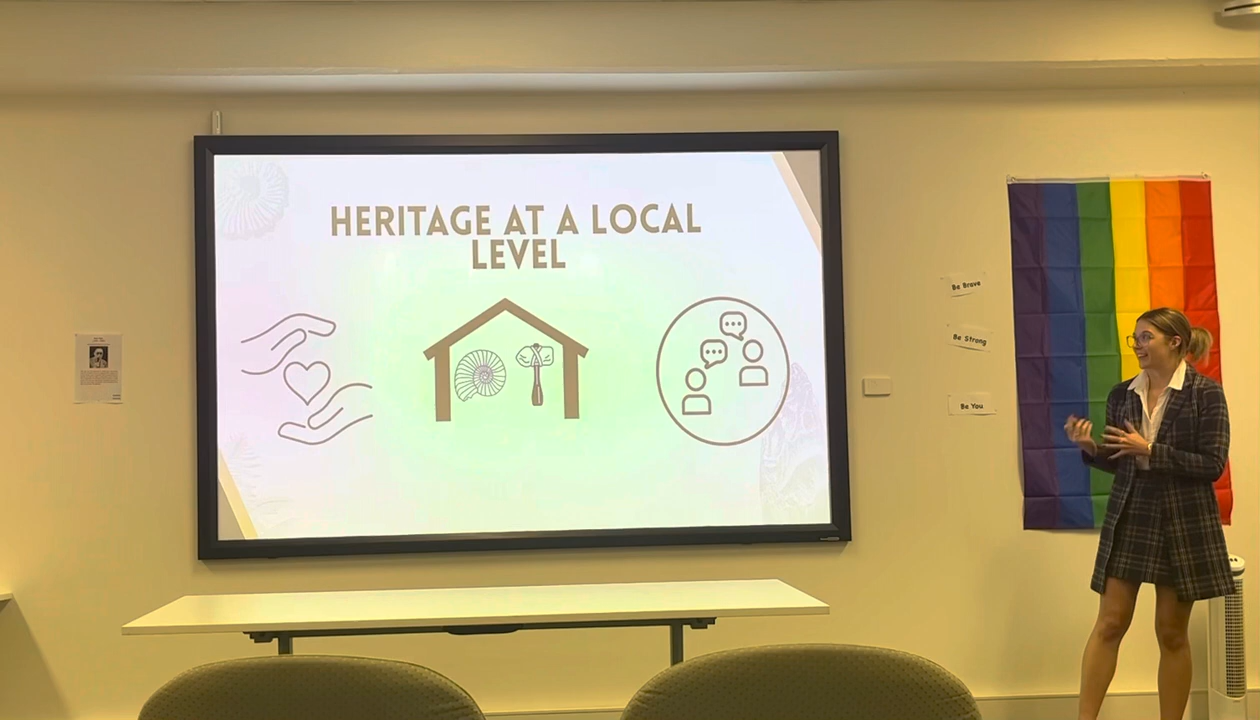 HERITAGE AT A LOCAL
LEVEL
Be Brave
Be Strong
Be You